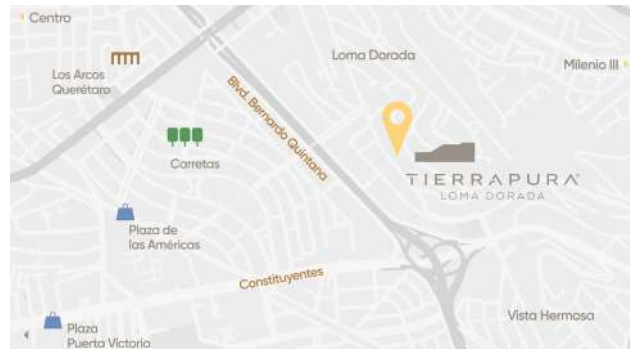 Centro
Loma Dorada
Milenio III
Los Arcos
Querétaro
Blvd. Bernardo Quintana
Carretas
TIERRAPURA
LOMA DORADA
Plaza de
las Américas
Constituyentes
Vista Hermosa
Plaza
Puerta Victoria